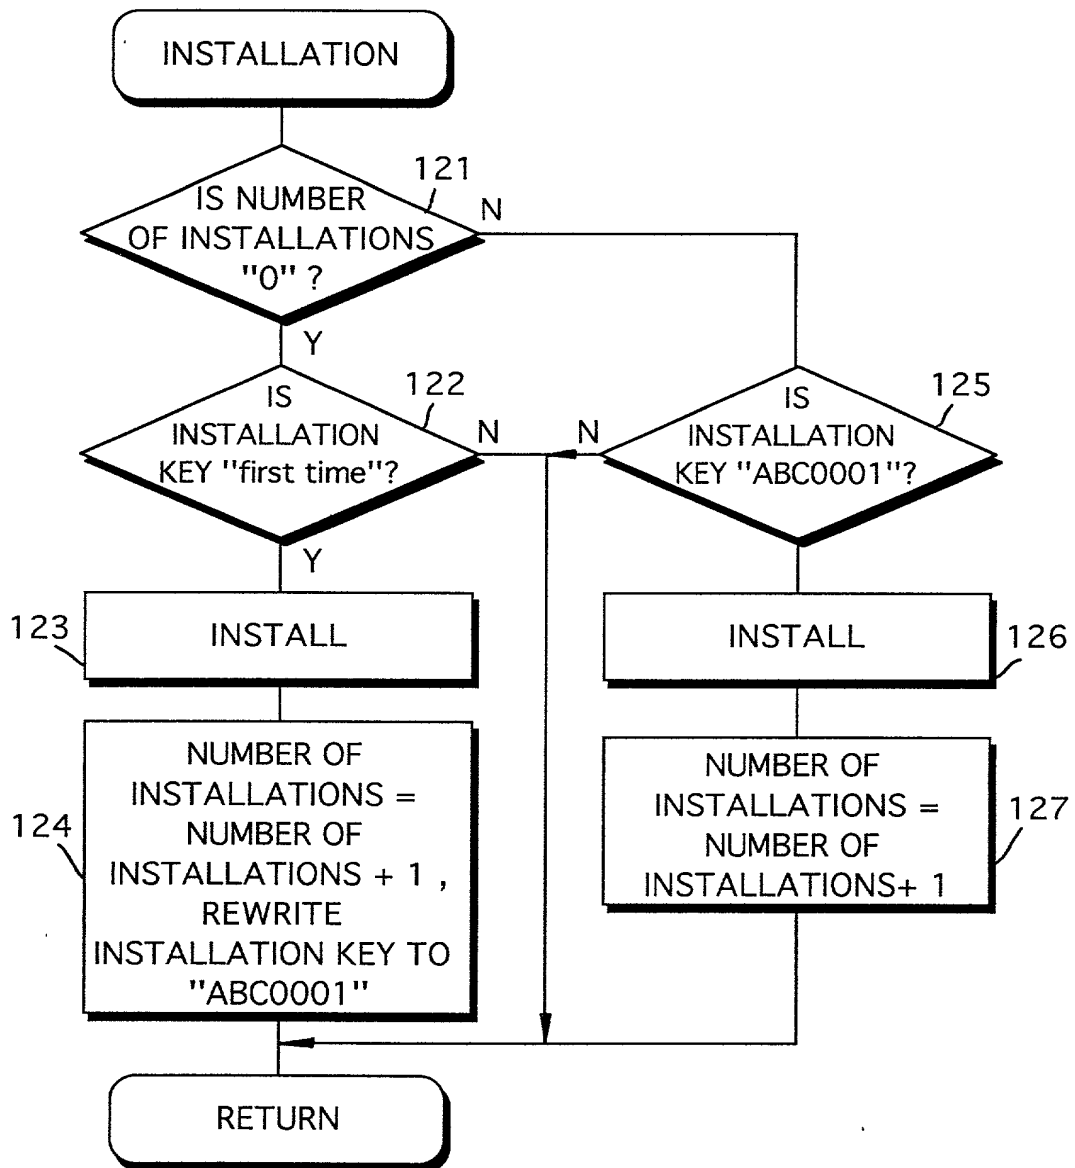 INSTALLATION
121
IS NUMBER
OF INSTALLATIONS
"0" ?
N
Y
122
IS
INSTALLATION
KEY "first time"?
N
Y
125
IS
INSTALLATION
KEY "ABC0001"?
N
123
INSTALL
INSTALL
126
124
NUMBER OF
INSTALLATIONS =
NUMBER OF
INSTALLATIONS + 1 ,
REWRITE
INSTALLATION KEY TO
"ABC0001"
NUMBER OF
INSTALLATIONS =
NUMBER OF
INSTALLATIONS+ 1
127
RETURN